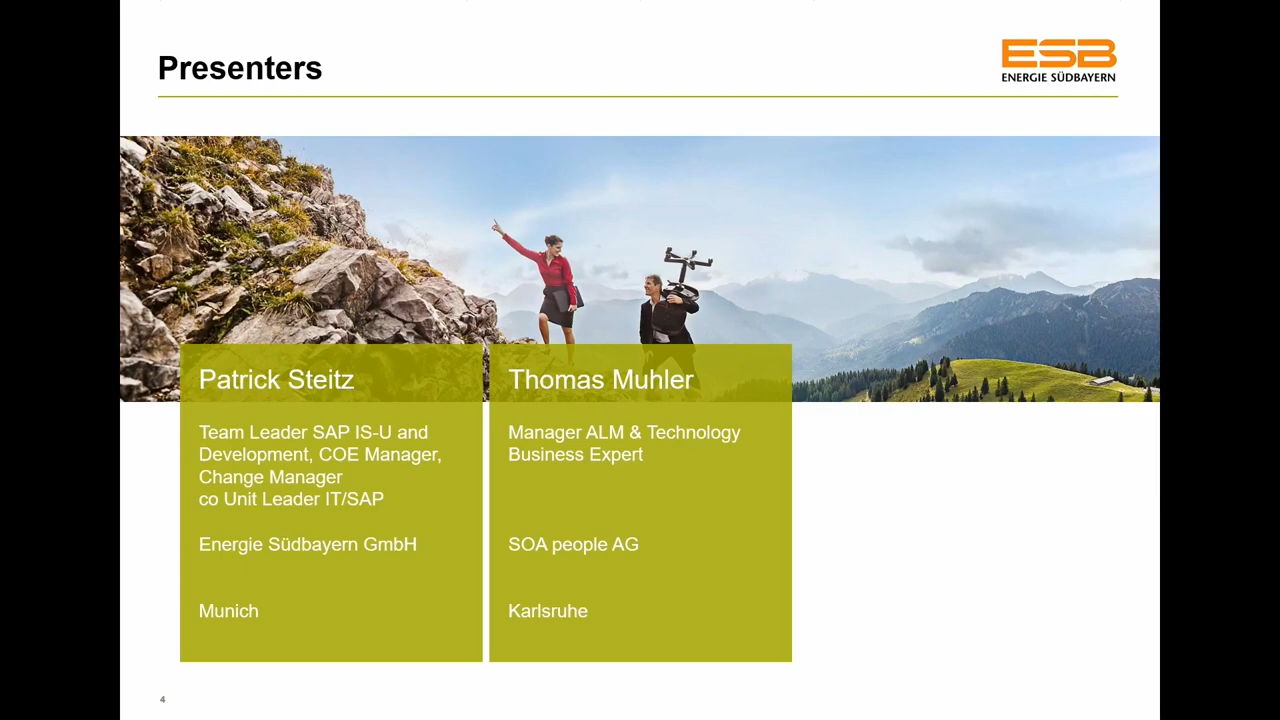 Presenters
ESB
ENERGIE SÜDBAYERN
Patrick Steitz
Team Leader SAP IS-U and
Development, COE Manager,
Change Manager
co Unit Leader IT/SAP
Energie Südbayern GmbH
Munich
Thomas Muhler
Manager ALM & Technology
Business Expert
SOA people AG
Karlsruhe
4